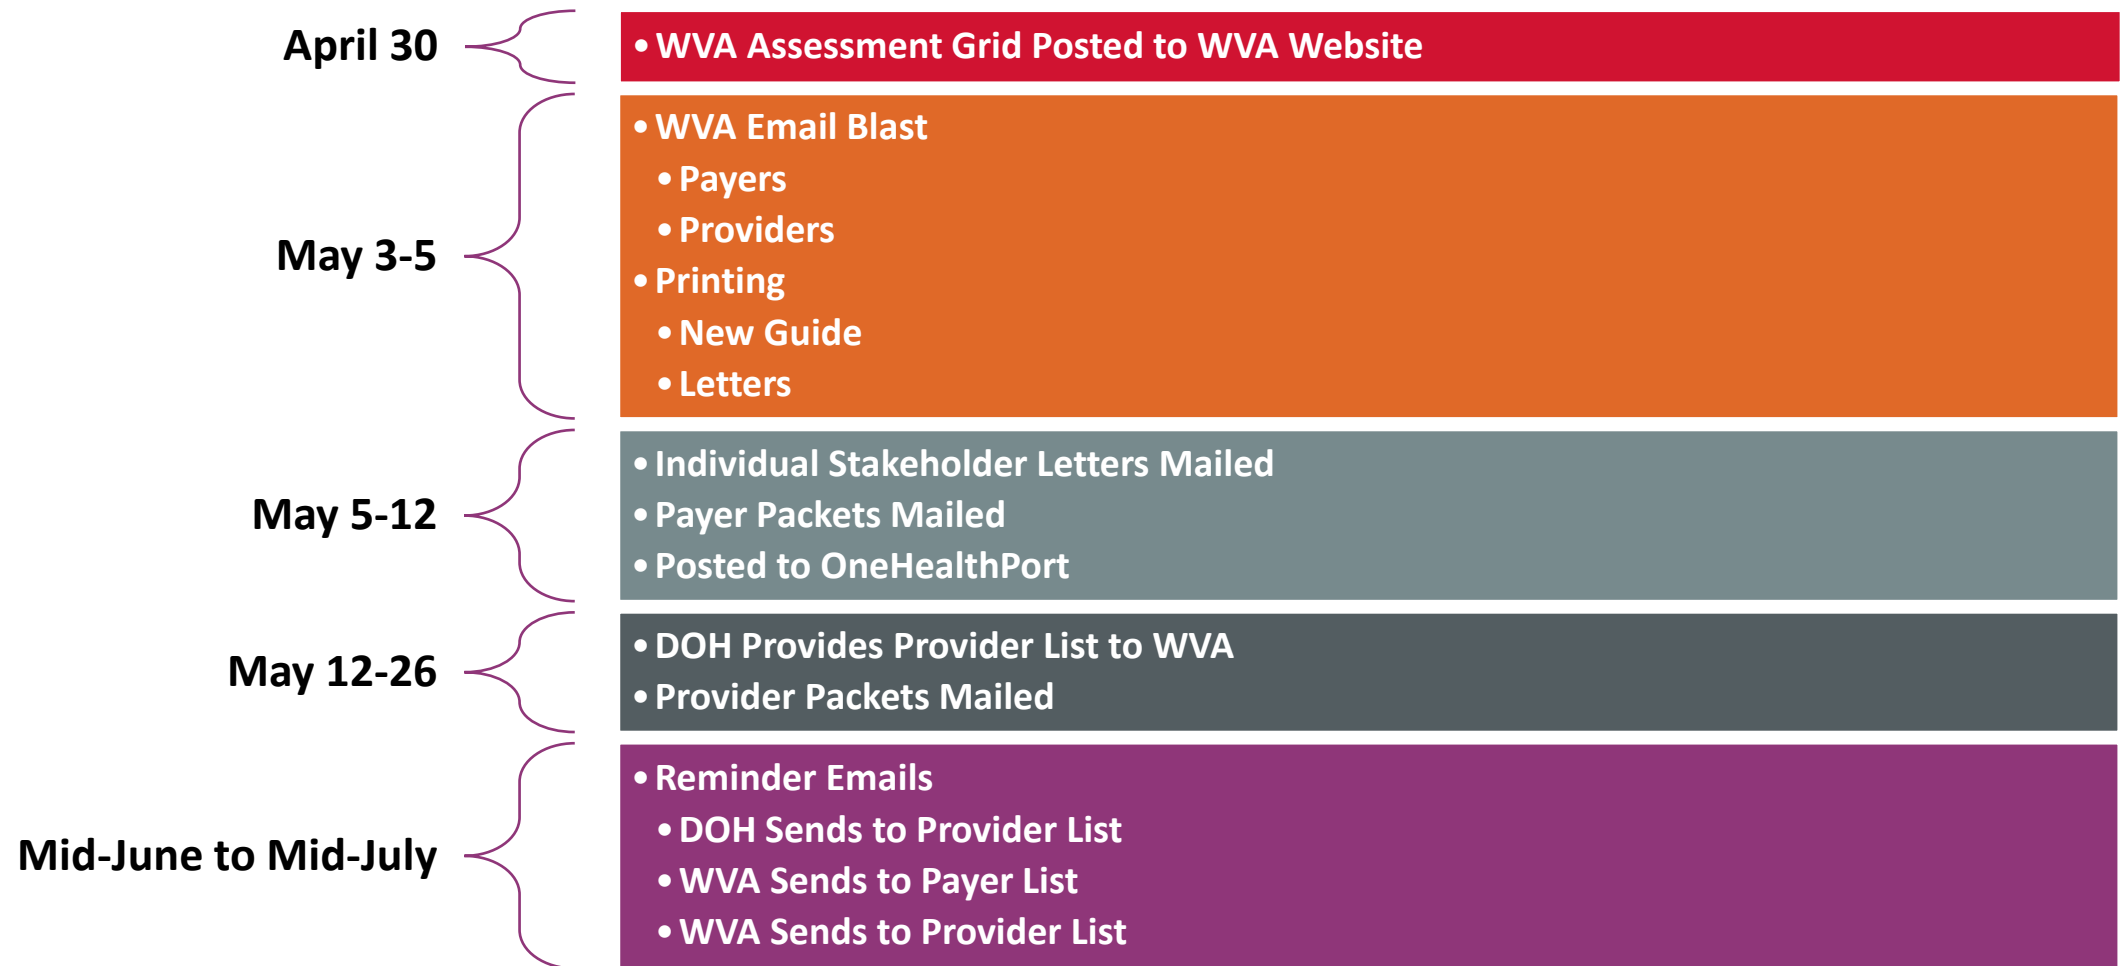 April 30
• WVA Assessment Grid Posted to WVA Website
May 3-5
• WVA Email Blast
• Payers
• Providers
• Printing
• New Guide
• Letters
May 5-12
• Individual Stakeholder Letters Mailed
• Payer Packets Mailed
• Posted to OneHealthPort
May 12-26
• DOH Provides Provider List to WVA
• Provider Packets Mailed
Mid-June to Mid-July
• Reminder Emails
• DOH Sends to Provider List
• WVA Sends to Payer List
• WVA Sends to Provider List